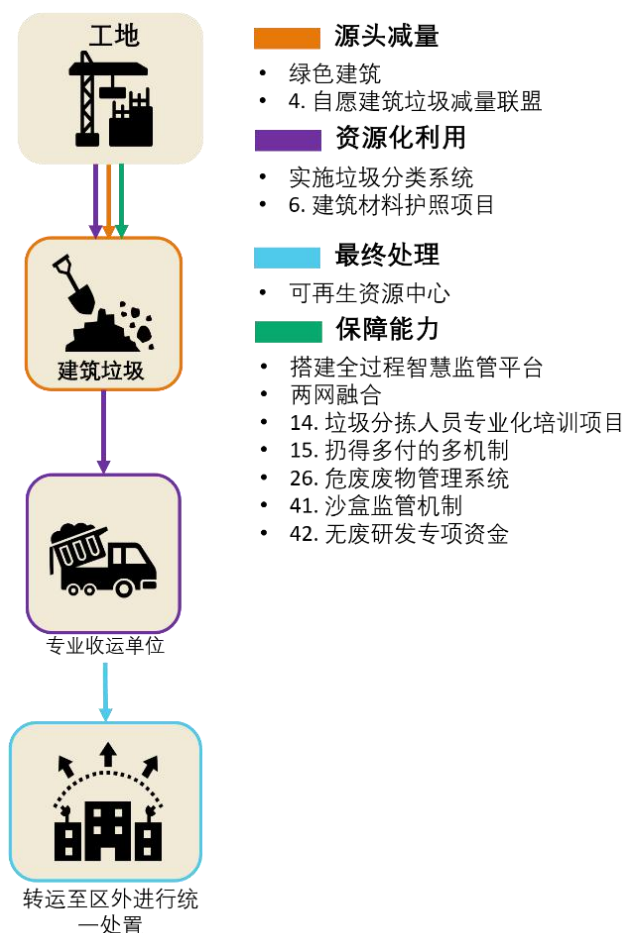 工地
建筑垃圾
专业收运单位
转运至区外进行统
一处置
源头减量
• 绿色建筑
• 4. 自愿建筑垃圾减量联盟
资源化利用
• 实施垃圾分类系统
• 6. 建筑材料护照项目
最终处理
• 可再生资源中心
保障能力
• 搭建全过程智慧监管平台
• 两网融合
• 14. 垃圾分拣人员专业化培训项目
• 15. 扔得多付的多机制
• 26. 危废废物管理系统
• 41. 沙盒监管机制
• 42. 无废研发专项资金